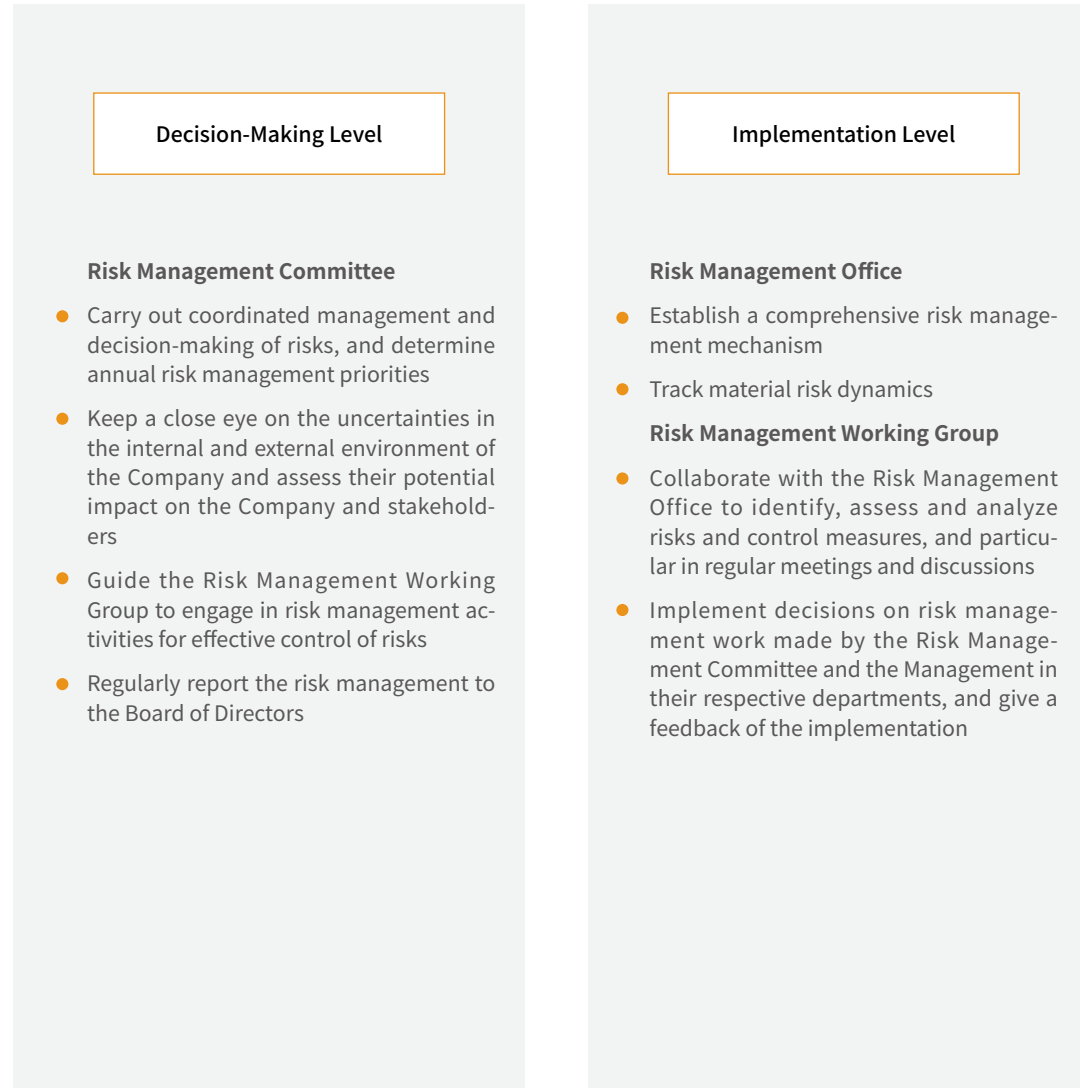 Decision-Making Level
Risk Management Committee
Carry out coordinated management and
decision-making of risks, and determine
annual risk management priorities
Keep a close eye on the uncertainties in
the internal and external environment of
the Company and assess their potential
impact on the Company and stakehold-
ers
Guide the Risk Management Working
Group to engage in risk management ac-
tivities for effective control of risks
Regularly report the risk management to
the Board of Directors
Implementation Level
Risk Management Office
Establish a comprehensive risk manage-
ment mechanism
Track material risk dynamics
Risk Management Working Group
Collaborate with the Risk Management
Office to identify, assess and analyze
risks and control measures, and particu-
lar in regular meetings and discussions
Implement decisions on risk manage-
ment work made by the Risk Manage-
ment Committee and the Management in
their respective departments, and give a
feedback of the implementation